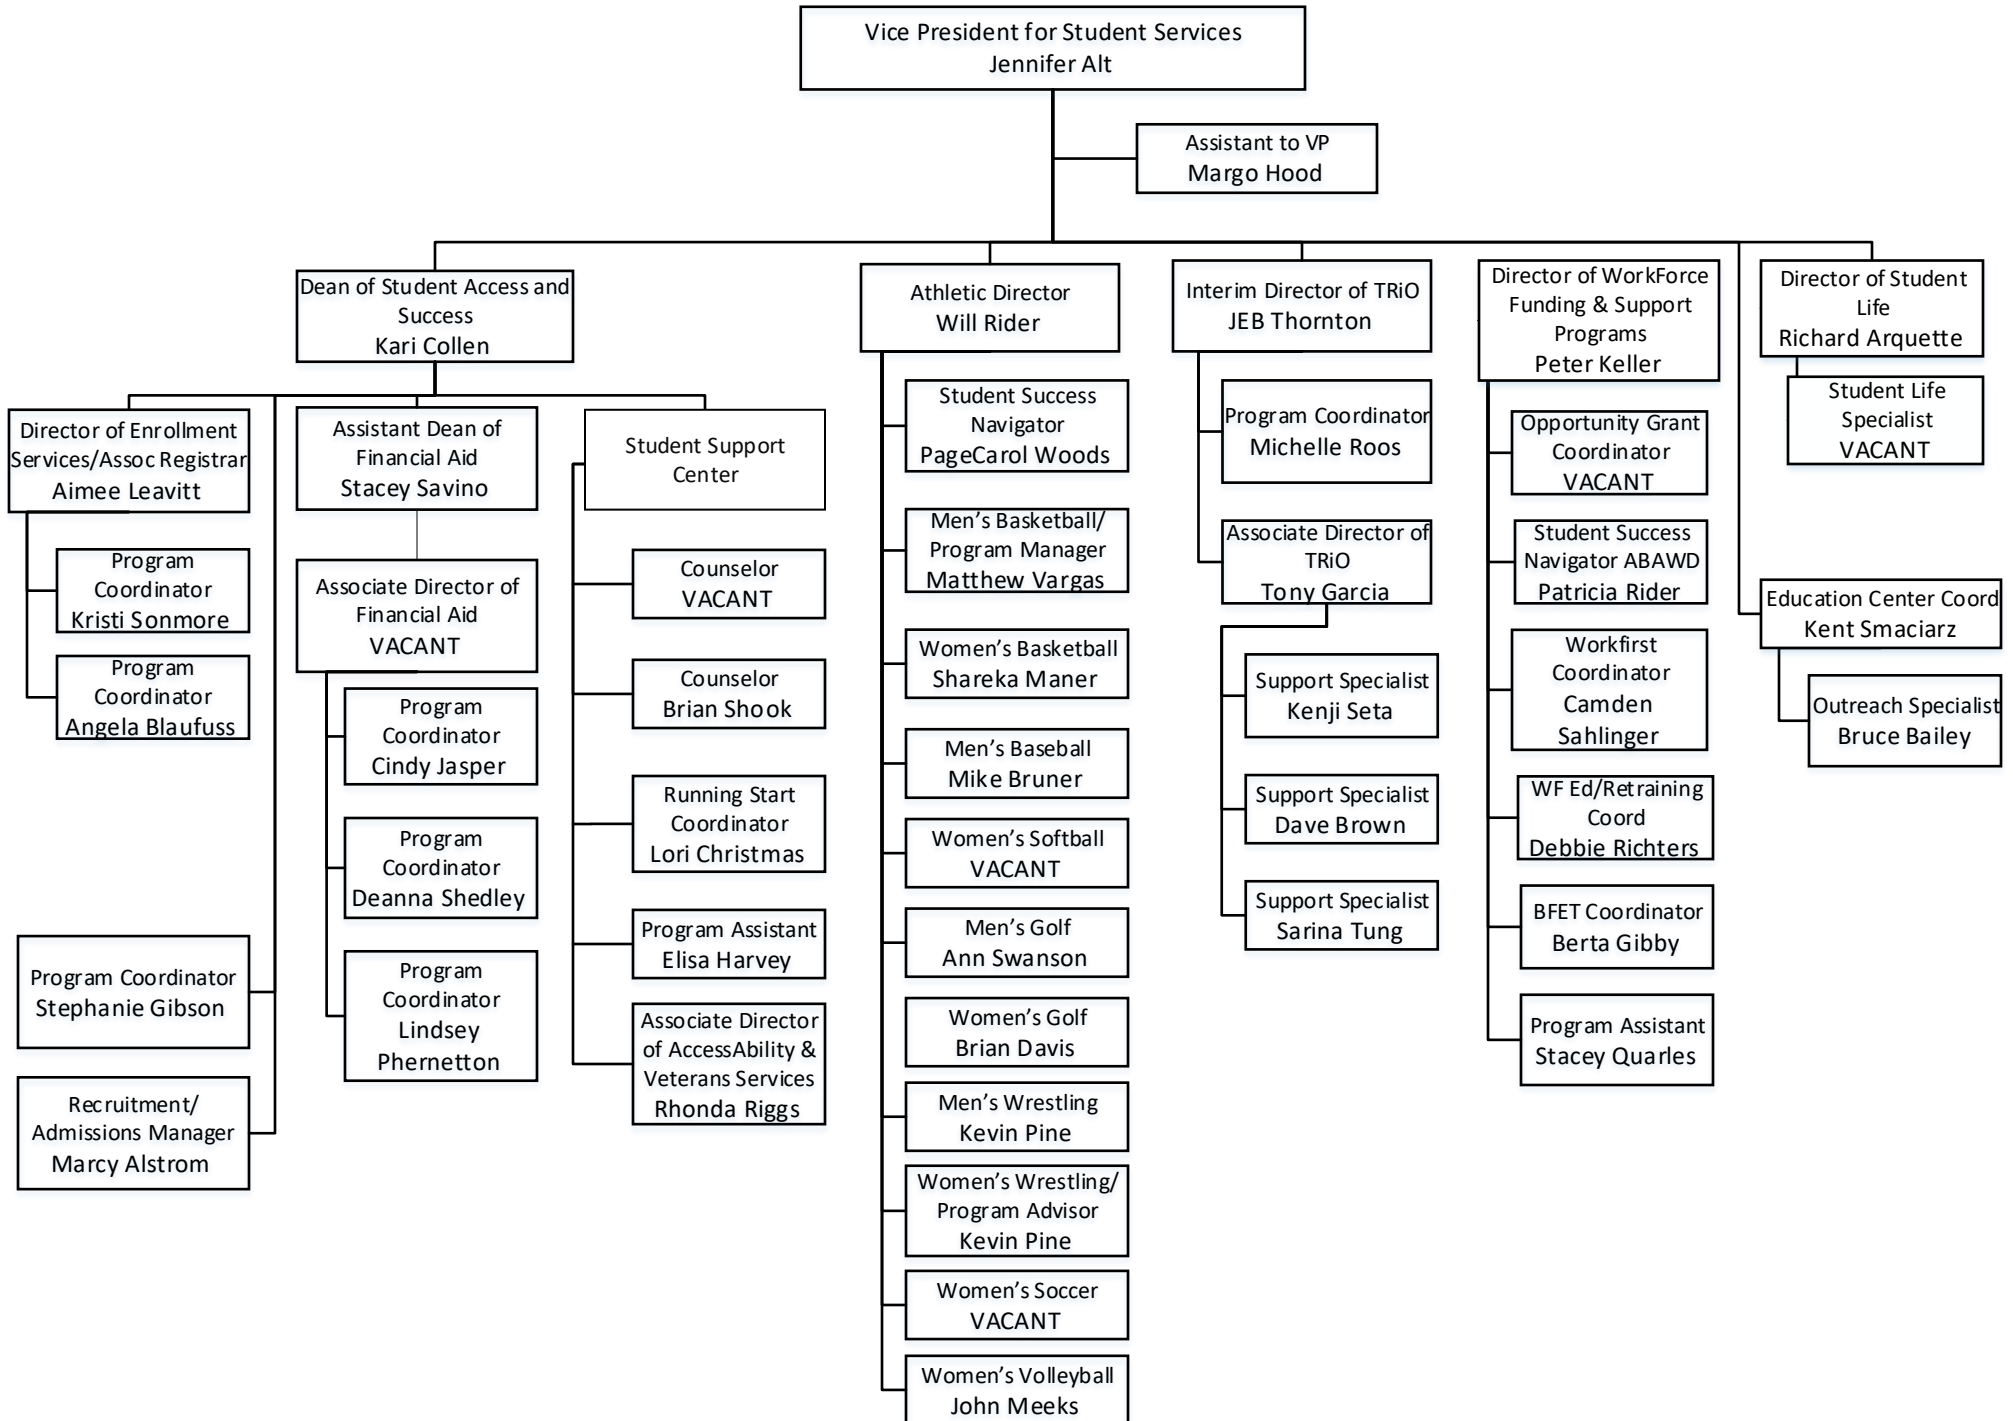 Vice President for Student Services
Jennifer Alt
Assistant to VP
Margo Hood
Dean of Student Access and
Success
Kari Collen
Athletic Director
Will Rider
Interim Director of TRiO
JEB Thornton
Director of WorkForce
Funding & Support
Programs
Peter Keller
Director of Student
Life
Richard Arquette
Director of Enrollment
Services/Assoc Registrar
Aimee Leavitt
Program
Coordinator
Kristi Sonmore
Program
Coordinator
Angela Blaufuss
Program Coordinator
Stephanie Gibson
Recruitment/
Admissions Manager
Marcy Alstrom
Assistant Dean of
Financial Aid
Stacey Savino
Associate Director of
Financial Aid
VACANT
Program
Coordinator
Cindy Jasper
Program
Coordinator
Deanna Shedley
Program
Coordinator
Lindsey
Phernetton
Student Support
Center
Counselor
VACANT
Counselor
Brian Shook
Running Start
Coordinator
Lori Christmas
Program Assistant
Elisa Harvey
Associate Director
of AccessAbility &
Veterans Services
Rhonda Riggs
Student Success
Navigator
PageCarol Woods
Men's Basketball/
Program Manager
Matthew Vargas
Women's Basketball
Shareka Maner
Men's Baseball
Mike Bruner
Women's Softball
VACANT
Men's Golf
Ann Swanson
Women's Golf
Brian Davis
Men's Wrestling
Kevin Pine
Women's Wrestling/
Program Advisor
Kevin Pine
Women's Soccer
VACANT
Women's Volleyball
John Meeks
Program Coordinator
Michelle Roos
Associate Director of
TRiO
Tony Garcia
Support Specialist
Kenji Seta
Support Specialist
Dave Brown
Support Specialist
Sarina Tung
Opportunity Grant
Coordinator
VACANT
Student Success
Navigator ABAWD
Patricia Rider
Workfirst
Coordinator
Camden
Sahlinger
WF Ed/Retraining
Coord
Debbie Richters
BFET Coordinator
Berta Gibby
Program Assistant
Stacey Quarles
Student Life
Specialist
VACANT
Education Center Coord
Kent Smaciarz
Outreach Specialist
Bruce Bailey